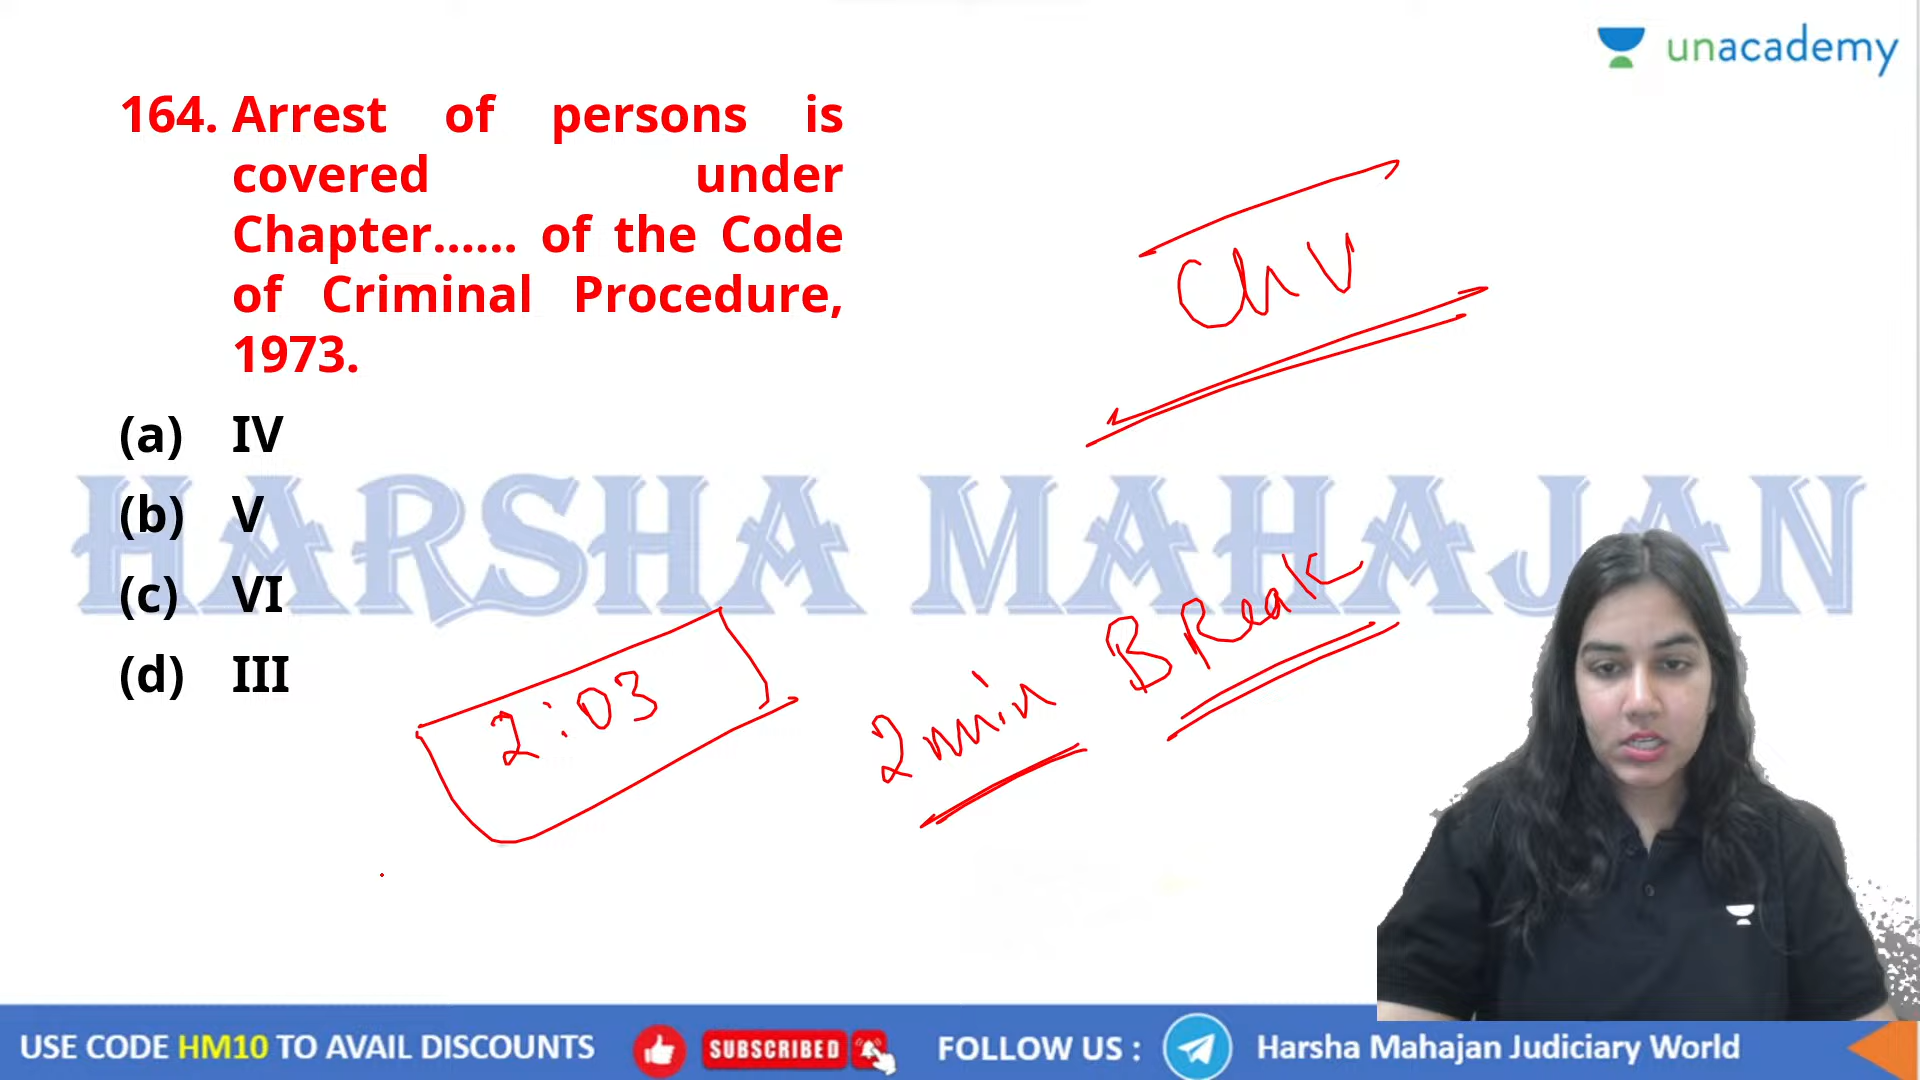 unacademy
164. Arrest of persons is
covered under
Chapter...... of the Code
of Criminal Procedure,
1973.
(a) IV
(b) V
(c) VI
(d) III
Ch V
HARSHA MAHAJAN
2:03
2 min BReak
USE CODE HM10 TO AVAIL DISCOUNTS
SUBSCRIBED
FOLLOW US :
Harsha Mahajan Judiciary World